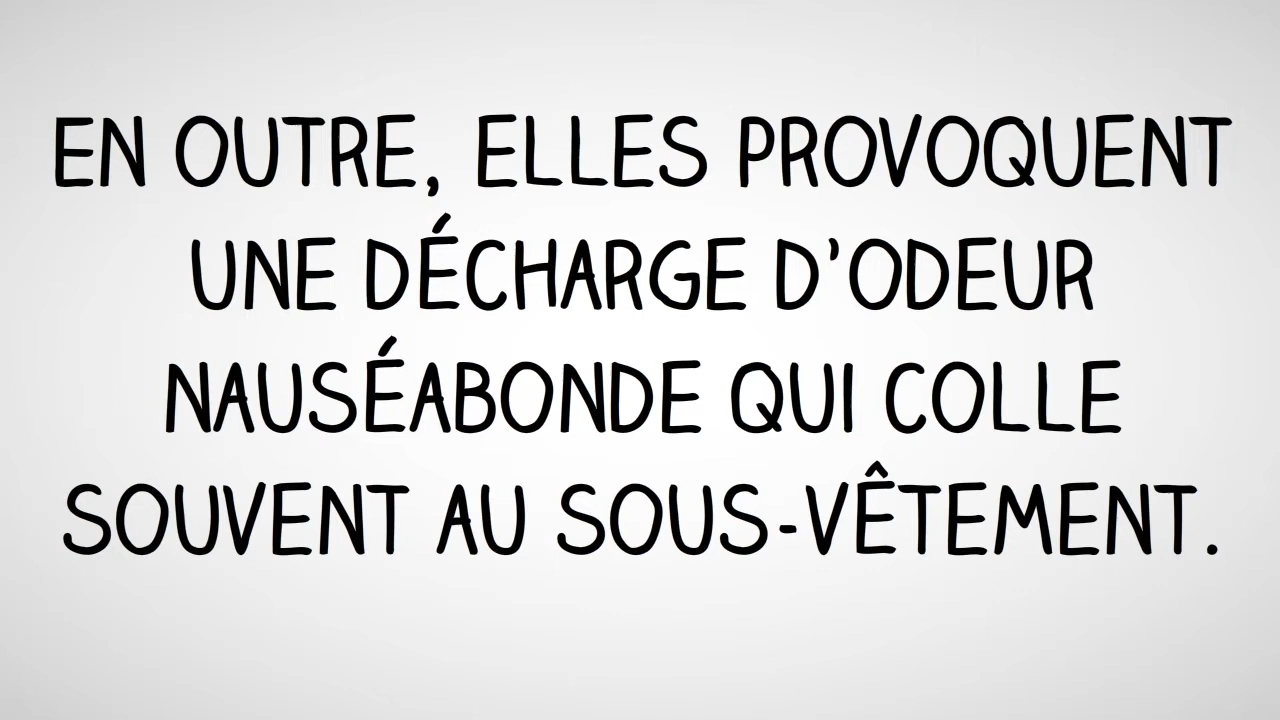 EN OUTRE, ELLES PROVOQUENT
UNE DÉCHARGE D'ODEUR
NAUSÉABONDE QUI COLLE
SOUVENT AU SOUS-VÊTEMENT.